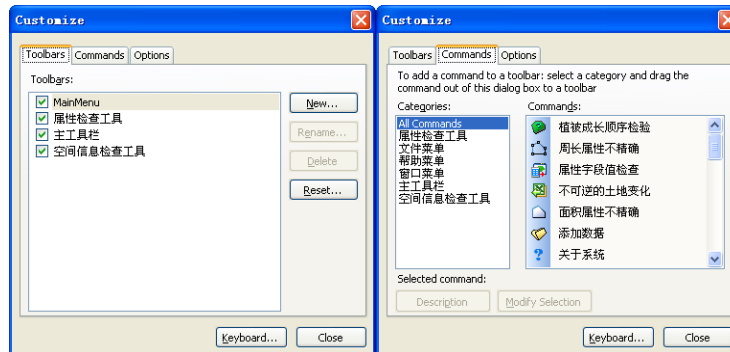 Customize
Toolbars Commands Options
Toolbars:
MainMenu
属性检查工具
主工具栏
空间信息检查工具
New...
Rename...
Delete
Reset...
Keyboard... Close
Customize
Toolbars Commands Options
To add a command to a toolbar: select a category and drag the
command out of this dialog box to a toolbar
Categories:
All Commands
属性检查工具
文件菜单
帮助菜单
窗口菜单
主工具栏
空间信息检查工具
Commands:
植被成长顺序检验
周长属性不精确
属性字段值检查
不可逆的土地变化
面积属性不精确
添加数据
关于系统
Selected command:
Description Modify Selection
Keyboard... Close